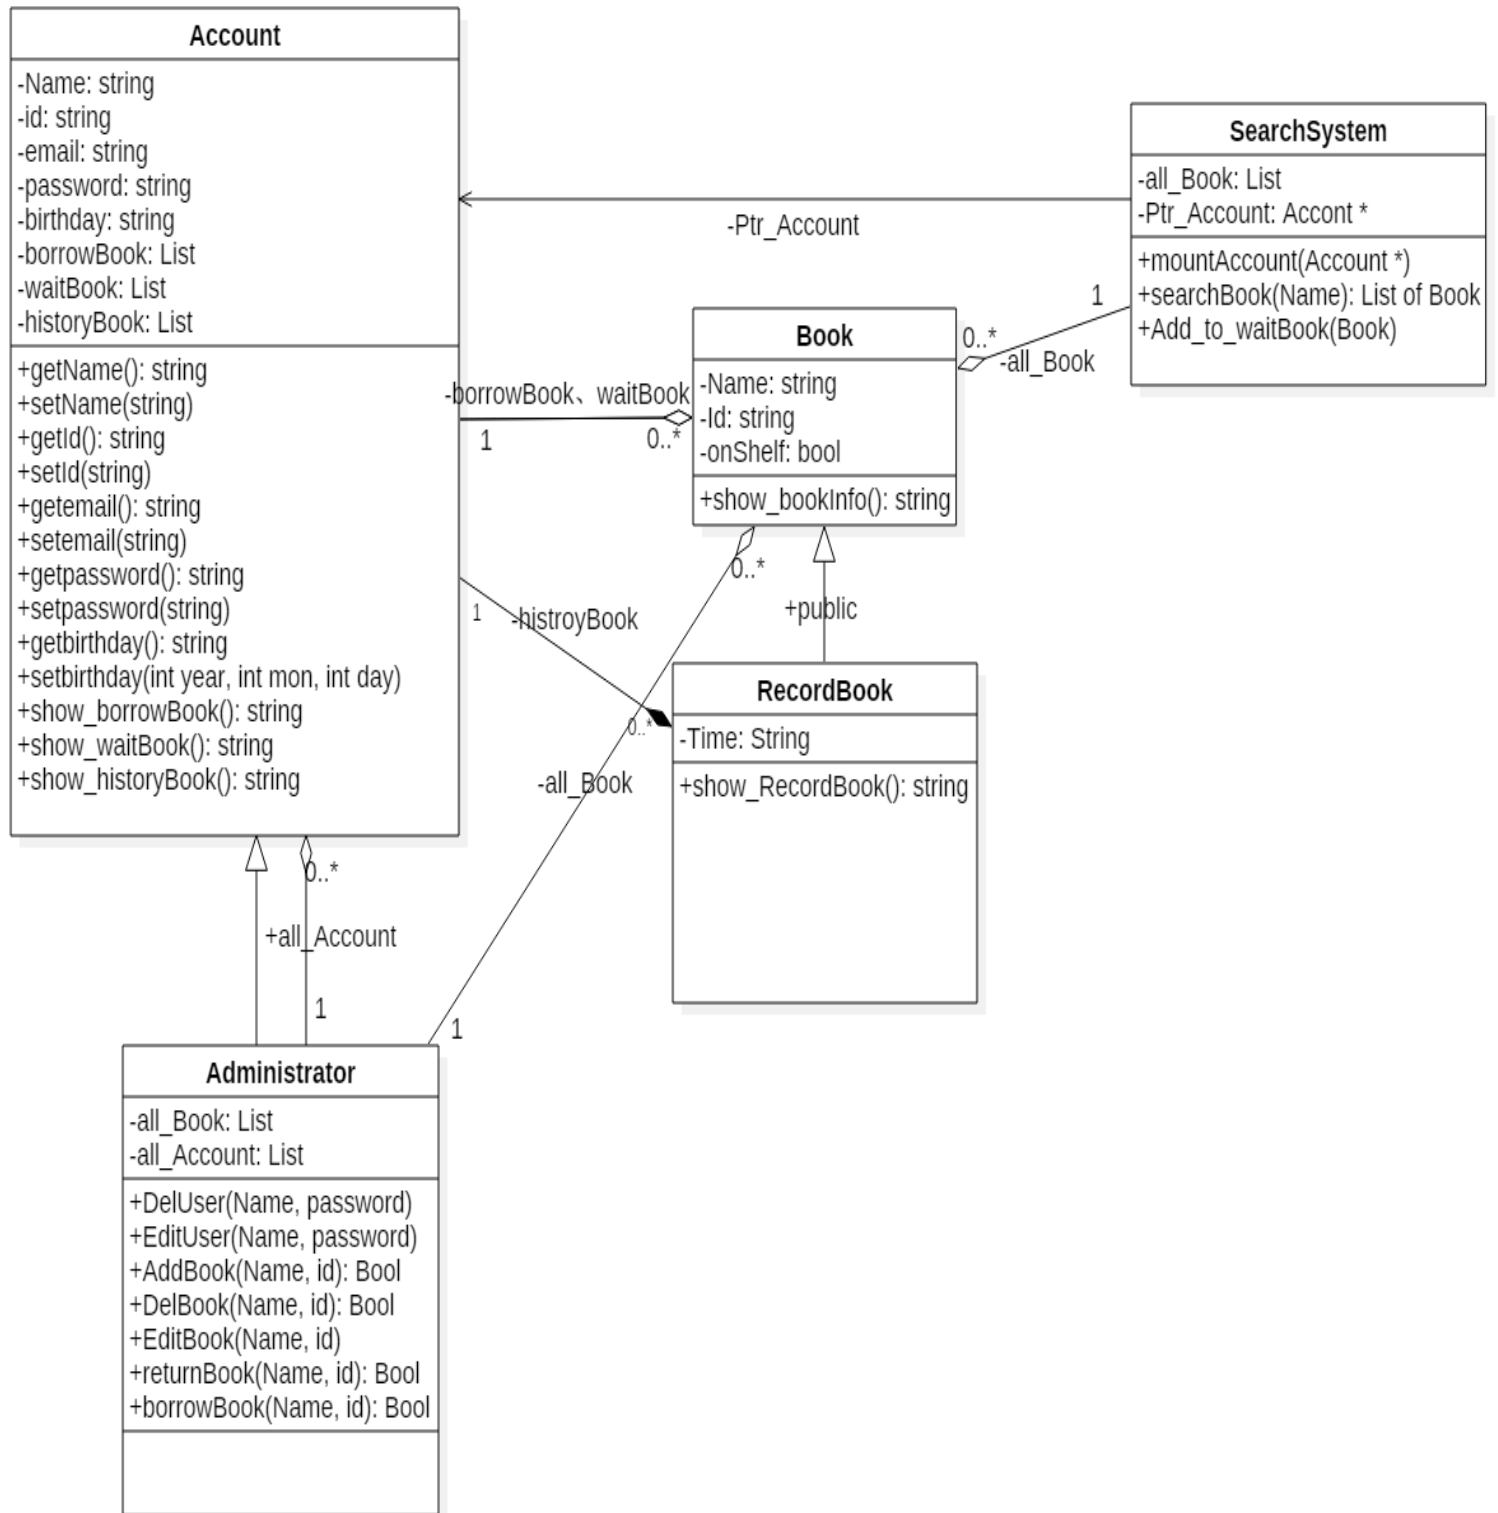 Account
-Name: string
-id: string
-email: string
-password: string
-birthday: string
-borrowBook: List
-waitBook: List
-historyBook: List
+getName(): string
+setName(string)
+getId(): string
+setId(string)
+getemail(): string
+setemail(string)
+getpassword(): string
+setpassword(string)
+getbirthday(): string
+setbirthday(int year, int mon, int day)
+show_borrowBook(): string
+show_waitBook(): string
+show_historyBook(): string
SearchSystem
-all_Book: List
-Ptr_Account: Accont *
+mountAccount(Account *)
+searchBook(Name): List of Book
+Add_to_waitBook(Book)
-Ptr_Account
1
0..*
-all_Book
Book
-Name: string
-Id: string
-onShelf: bool
+show_bookInfo(): string
-borrowBook、waitBook
1
0..*
0..*
+public
1
-histroyBook
0..*
RecordBook
-Time: String
+show_RecordBook(): string
-all_Book
0..*
+all_Account
1
1
Administrator
-all_Book: List
-all_Account: List
+DelUser(Name, password)
+EditUser(Name, password)
+AddBook(Name, id): Bool
+DelBook(Name, id): Bool
+EditBook(Name, id)
+returnBook(Name, id): Bool
+borrowBook(Name, id): Bool